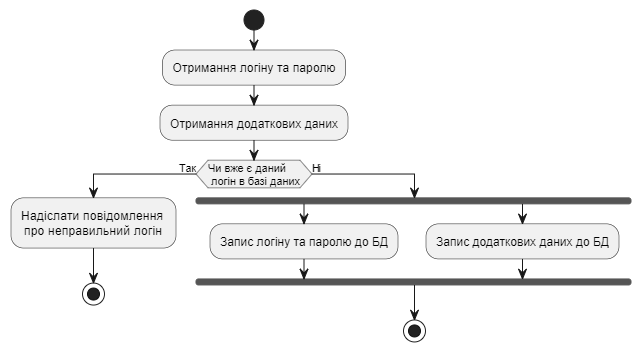 Отримання логіну та паролю
Отримання додаткових даних
Так
Чи вже є даний
логін в базі даних
Ні
Надіслати повідомлення
про неправильний логін
Запис логіну та паролю до БД
Запис додаткових даних до БД